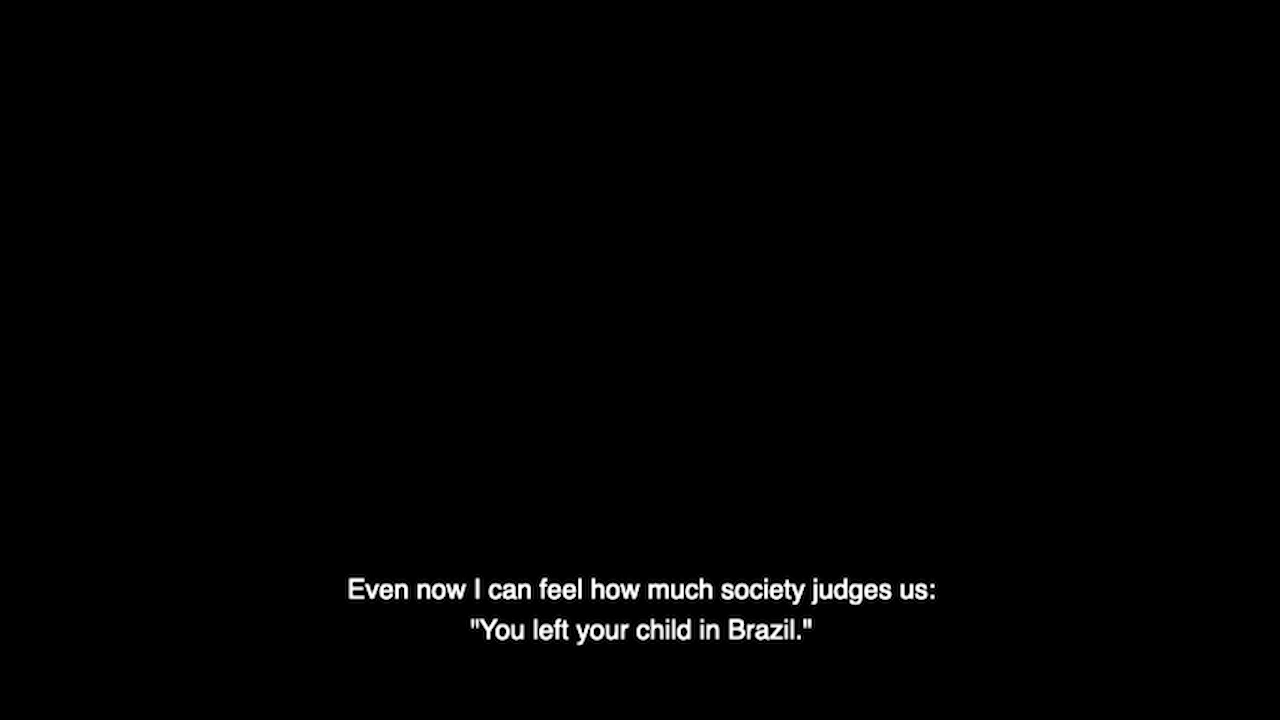 Even now I can feel how much society judges us:
"You left your child in Brazil."